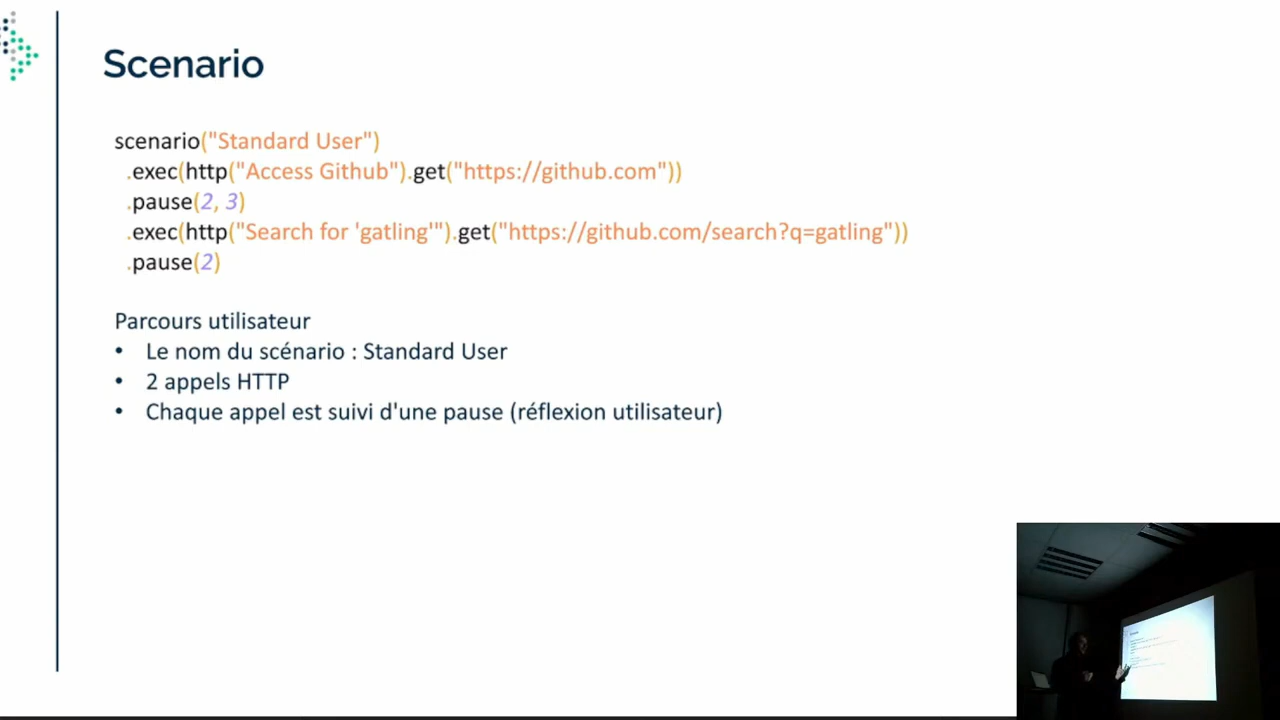 Scenario
scenario("Standard User")
.exec(http("Access Github").get("https://github.com"))
.pause(2, 3)
.exec(http("Search for 'gatling'").get("https://github.com/search?q=gatling"))
.pause(2)
Parcours utilisateur
• Le nom du scénario : Standard User
• 2 appels HTTP
• Chaque appel est suivi d'une pause (réflexion utilisateur)